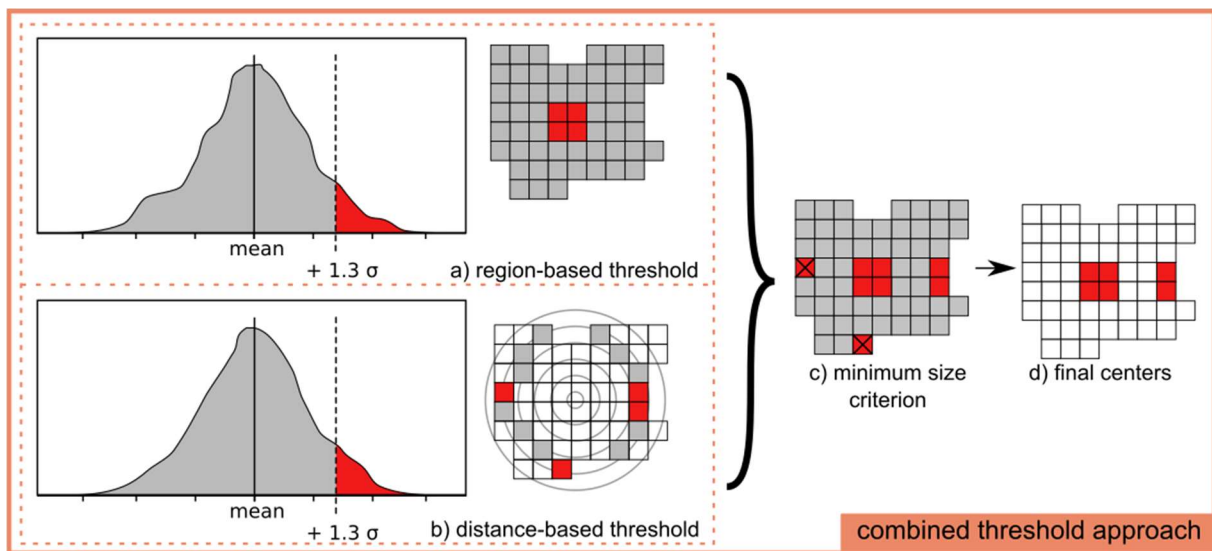 mean
+ 1.3 σ
a) region-based threshold
mean
+ 1.3 σ
b) distance-based threshold
c) minimum size
criterion
d) final centers
combined threshold approach